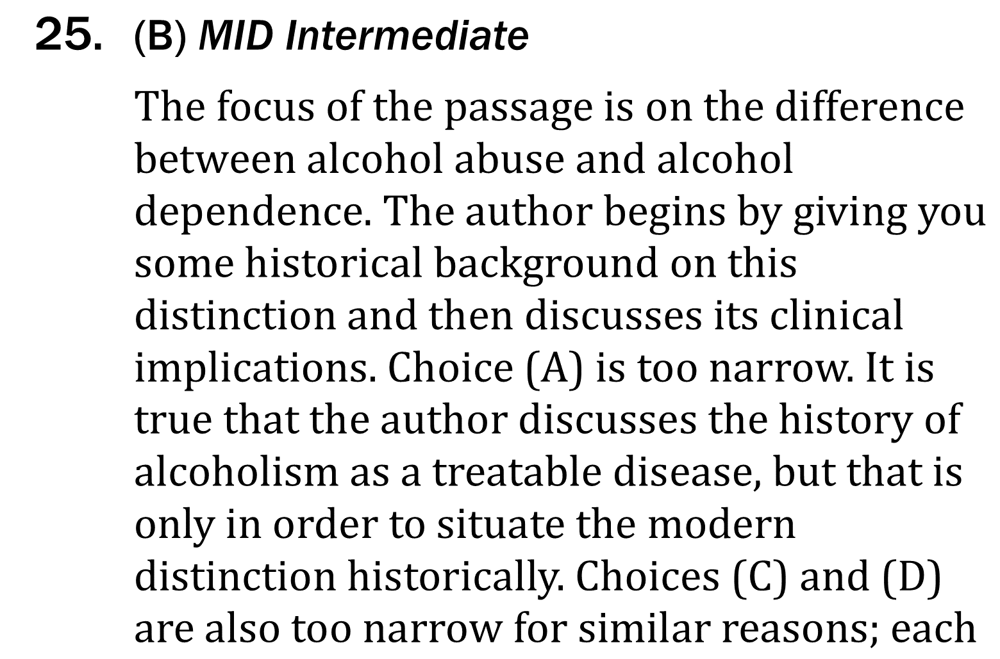 25. (B) MID Intermediate
The focus of the passage is on the difference
between alcohol abuse and alcohol
dependence. The author begins by giving you
some historical background on this
distinction and then discusses its clinical
implications. Choice (A) is too narrow. It is
true that the author discusses the history of
alcoholism as a treatable disease, but that is
only in order to situate the modern
distinction historically. Choices (C) and (D)
are also too narrow for similar reasons; each